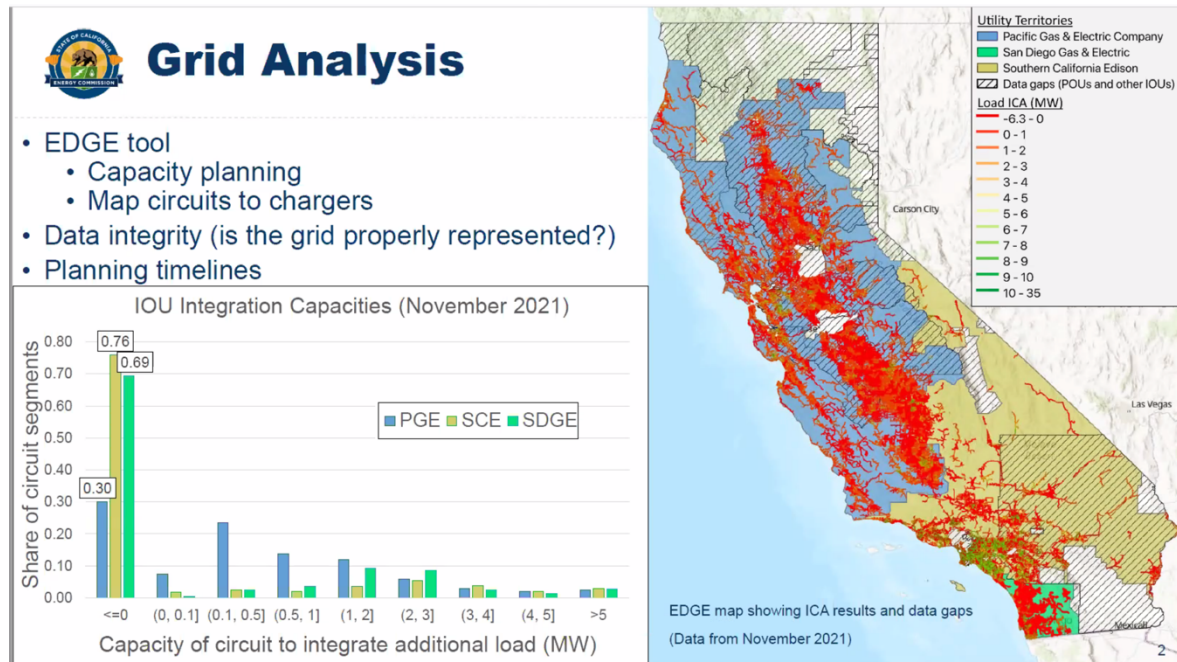 STATE OF CALIFORNIA
ENERGY COMMISSION
Grid Analysis
• EDGE tool
• Capacity planning
• Map circuits to chargers
• Data integrity (is the grid properly represented?)
• Planning timelines
IOU Integration Capacities (November 2021)
Share of circuit segments
0.80
0.70
0.60
0.50
0.40
0.30
0.20
0.10
0.00
0.30
0.76
0.69
PGE SCE SDGE
<=0 (0, 0.1] (0.1, 0.5] (0.5, 1] (1, 2] (2, 3] (3, 4] (4, 5] >5
Capacity of circuit to integrate additional load (MW)
Utility Territories
Pacific Gas & Electric Company
San Diego Gas & Electric
Southern California Edison
Data gaps (POUs and other IOUs)
Load ICA (MW)
-6.3 - 0
0 - 1
1 - 2
2 - 3
3 - 4
4 - 5
5 - 6
6 - 7
7 - 8
8 - 9
9 - 10
10 - 35
Carson City
Las Vegas
Mexicali
EDGE map showing ICA results and data gaps
(Data from November 2021)
2